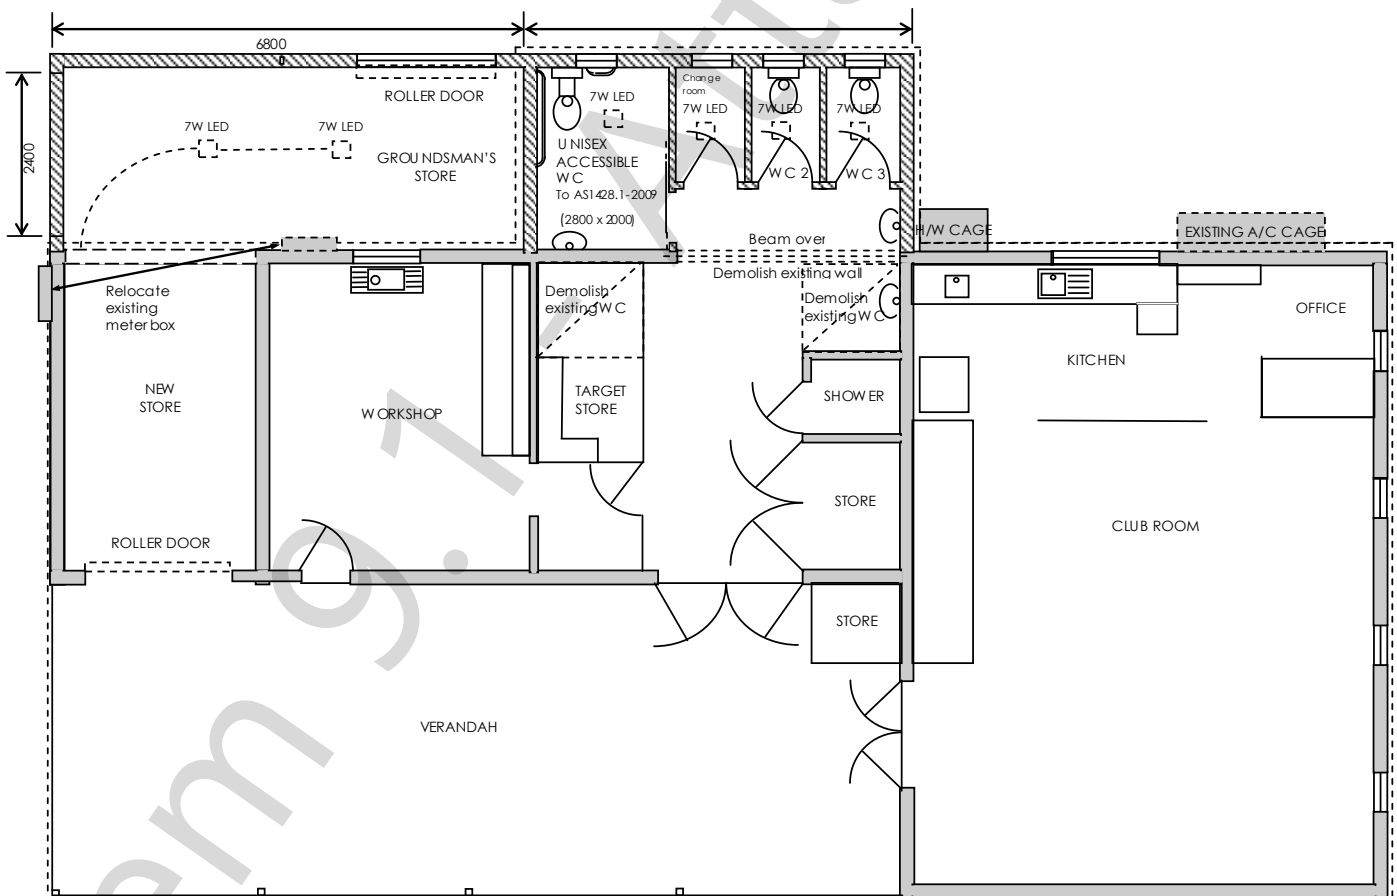 6800
2400
ROLLER DOOR
7W LED
7W LED
GROUNDSMAN'S
STORE
7W LED
UNISEX
ACCESSIBLE
WC
To AS1428.1-2009
(2800 x 2000)
Change
room
7W LED
7W LED
7W LED
WC 2
WC 3
Beam over
Demolish existing wall
H/W CAGE
EXISTING A/C CAGE
Relocate
existing
meter box
Demolish
existing WC
Demolish
existing WC
OFFICE
KITCHEN
NEW
STORE
WORKSHOP
TARGET
STORE
SHOWER
STORE
CLUB ROOM
ROLLER DOOR
STORE
VERANDAH